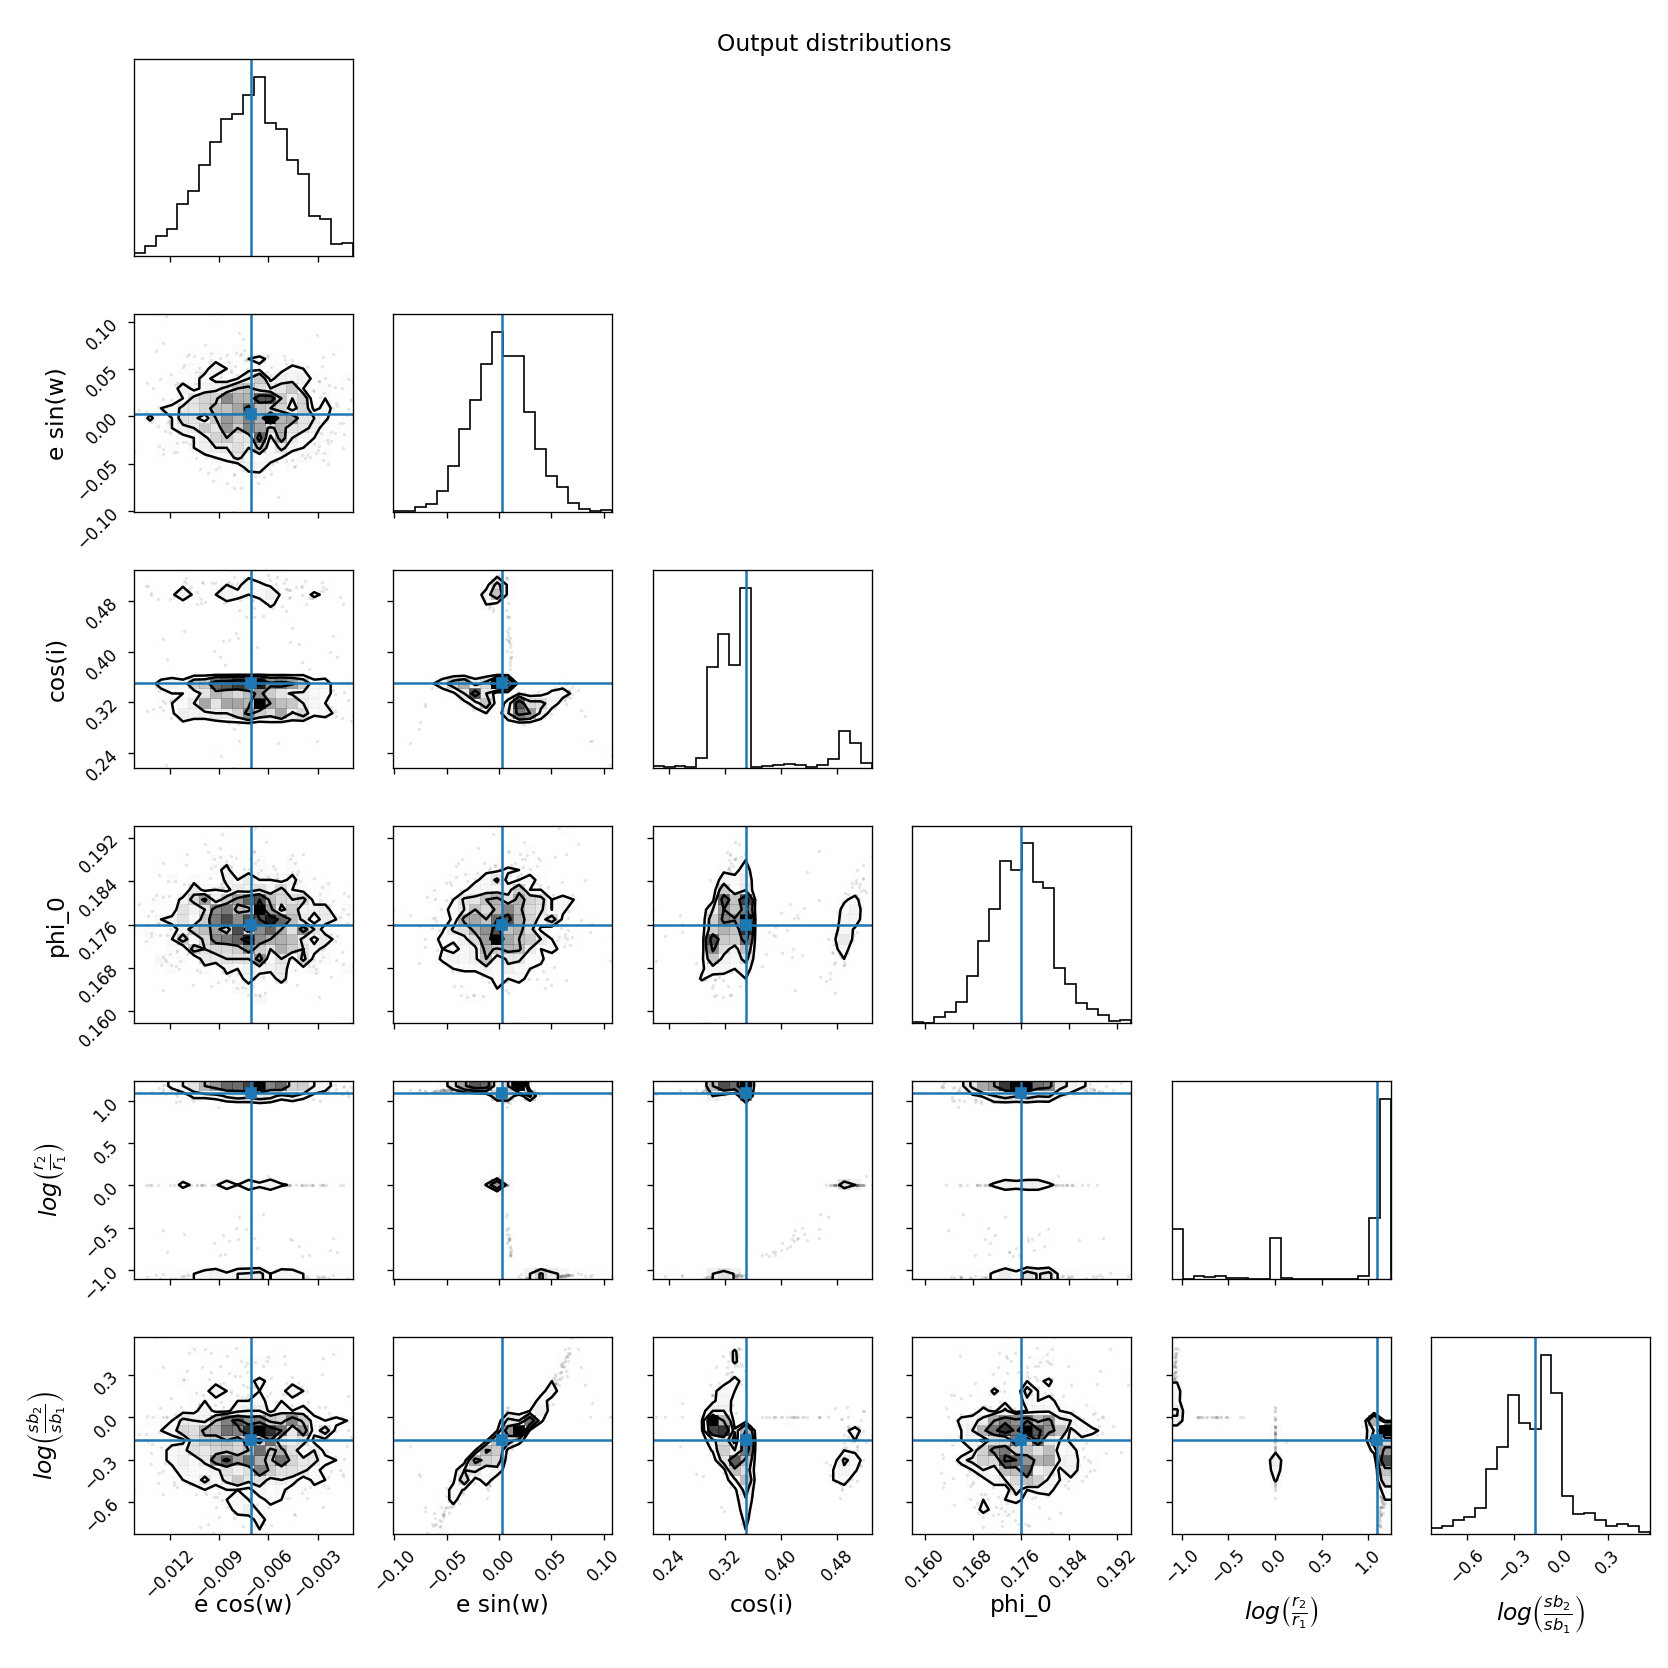 Output distributions
0.10
0.05
0.00
−0.05
−0.10
e sin(w)
0.48
0.40
0.32
0.24
cos(i)
0.192
0.184
0.176
0.168
0.160
phi_0
1.0
0.5
0.0
−0.5
−1.0
log(r2/r1)
0.3
0.0
−0.3
−0.6
log(sb2/sb1)
−0.012 −0.009 −0.006 −0.003 −0.10 −0.05 0.00 0.05 0.10 0.24 0.32 0.40 0.48 0.160 0.168 0.176 0.184 0.192 −1.0 −0.5 0.0 0.5 1.0 −0.6 −0.3 0.0 0.3
e cos(w) e sin(w) cos(i) phi_0 log(r2/r1) log(sb2/sb1)